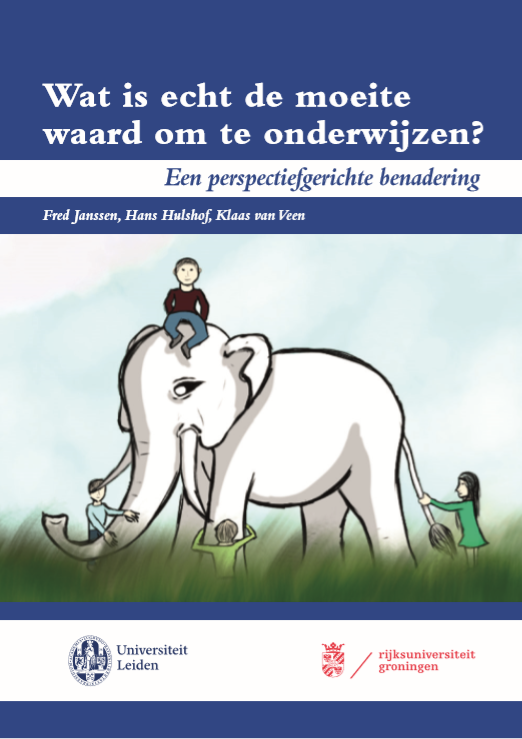 Wat is echt de moeite
waard om te onderwijzen?
Een perspectiefgerichte benadering
Fred Janssen, Hans Hulshof, Klaas van Veen
Universiteit
Leiden
rijksuniversiteit
groningen